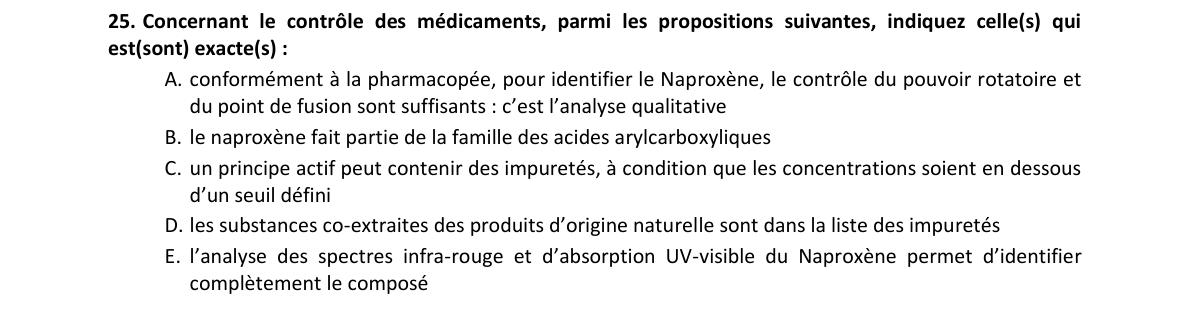 25. Concernant le contrôle des médicaments, parmi les propositions suivantes, indiquez celle(s) qui
est(sont) exacte(s) :
A. conformément à la pharmacopée, pour identifier le Naproxène, le contrôle du pouvoir rotatoire et
du point de fusion sont suffisants : c’est l’analyse qualitative
B. le naproxène fait partie de la famille des acides arylcarboxyliques
C. un principe actif peut contenir des impuretés, à condition que les concentrations soient en dessous
d’un seuil défini
D. les substances co-extraites des produits d’origine naturelle sont dans la liste des impuretés
E. l’analyse des spectres infra-rouge et d’absorption UV-visible du Naproxène permet d’identifier
complètement le composé